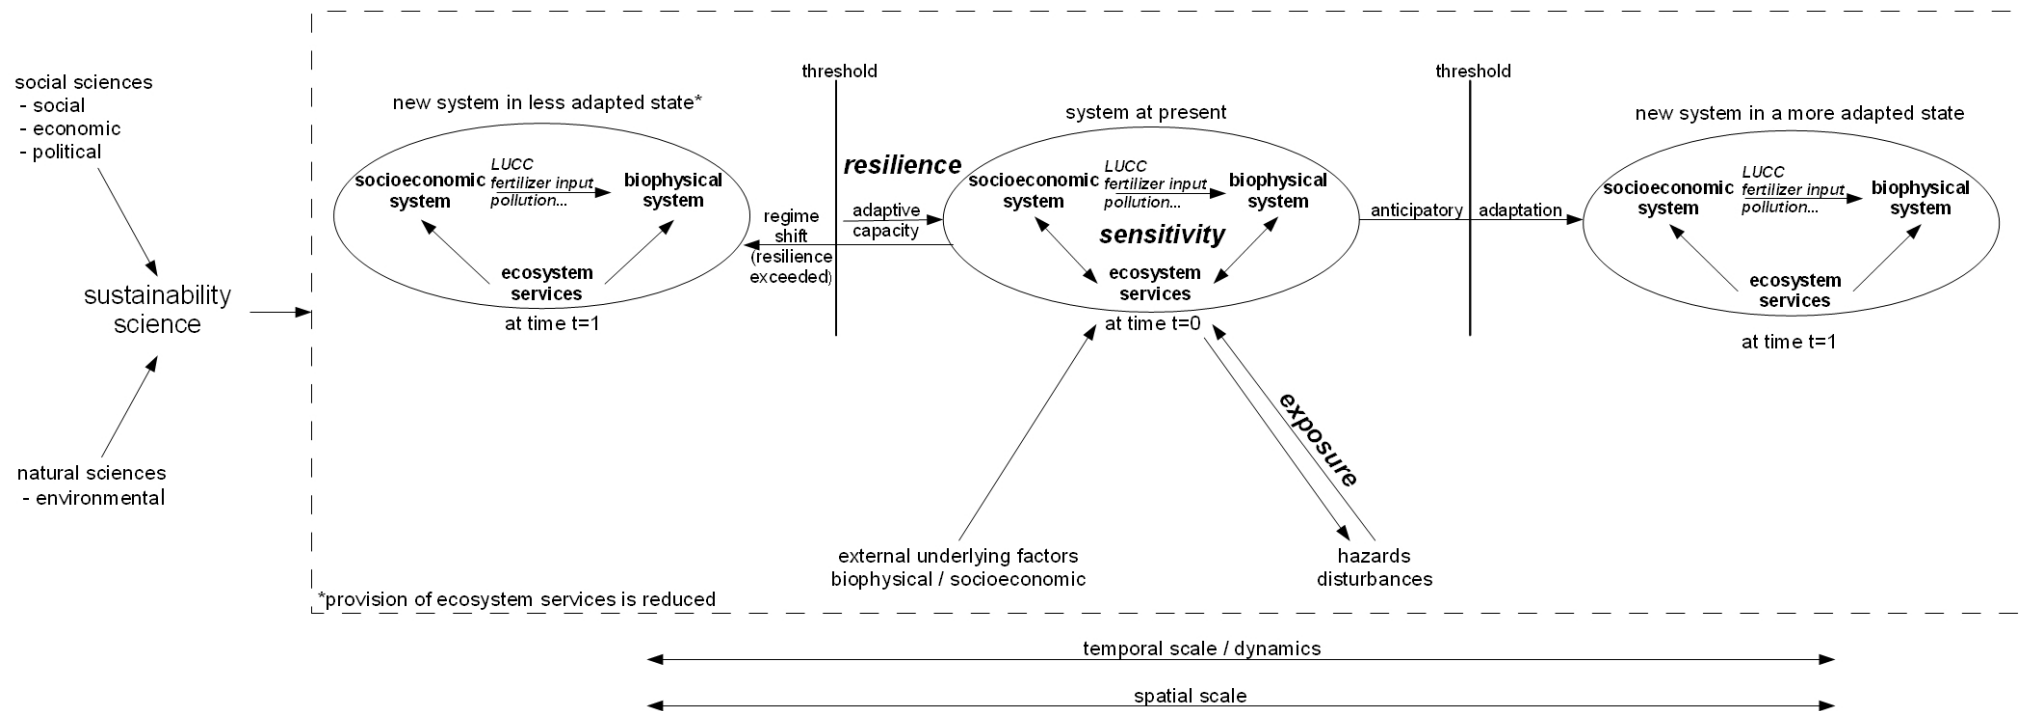 social sciences
- social
- economic
- political
sustainability
science
natural sciences
- environmental
new system in less adapted state*
socioeconomic
system
LUCC
fertilizer input
pollution...
biophysical
system
ecosystem
services
at time t=1
regime
shift
(resilience
exceeded)
threshold
resilience
adaptive
capacity
system at present
socioeconomic
system
LUCC
fertilizer input
pollution...
biophysical
system
sensitivity
ecosystem
services
at time t=0
threshold
anticipatory
adaptation
new system in a more adapted state
socioeconomic
system
LUCC
fertilizer input
pollution...
biophysical
system
ecosystem
services
at time t=1
exposure
external underlying factors
biophysical / socioeconomic
hazards
disturbances
*provision of ecosystem services is reduced
temporal scale / dynamics
spatial scale